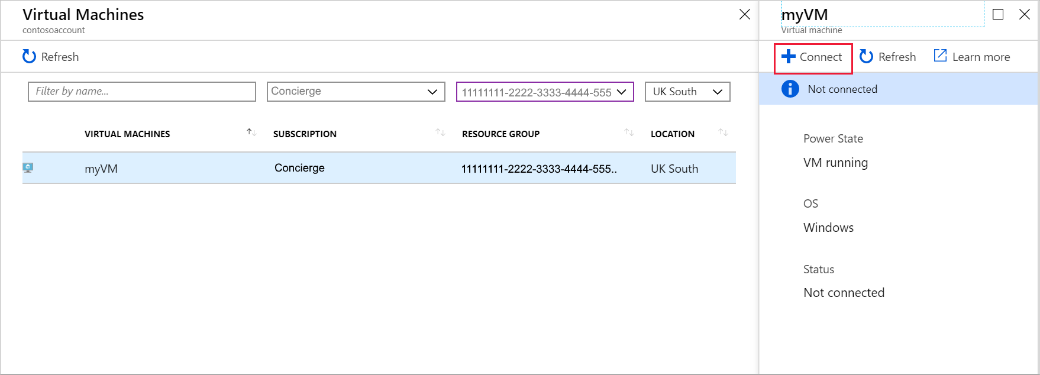 Virtual Machines
contosoaccount
Refresh
Filter by name...
Concierge
11111111-2222-3333-4444-555
UK South
VIRTUAL MACHINES
SUBSCRIPTION
RESOURCE GROUP
LOCATION
myVM
Concierge
11111111-2222-3333-4444-555..
UK South
myVM
Virtual machine
Connect
Refresh
Learn more
Not connected
Power State
VM running
OS
Windows
Status
Not connected